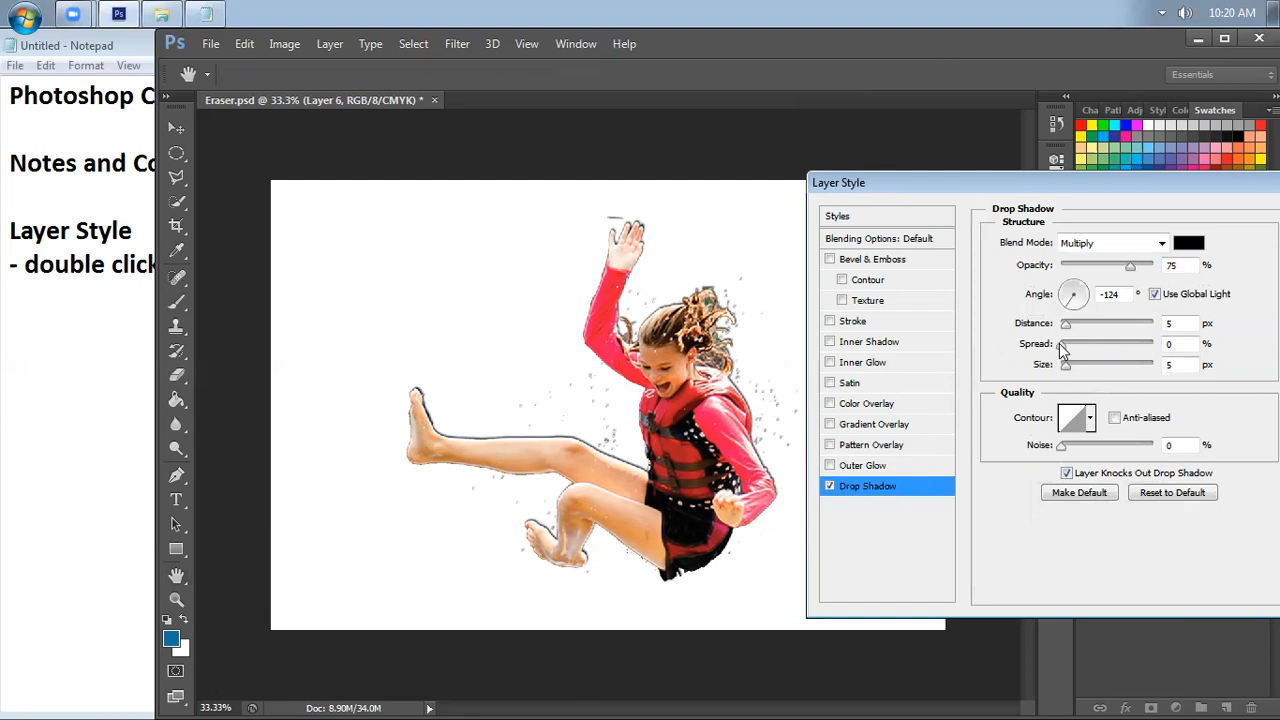 10:20 AM
Untitled - Notepad
File Edit Format View
Photoshop C
Notes and Co
Layer Style
- double click
Ps File Edit Image Layer Type Select Filter 3D View Window Help
Essentials
Eraser.psd @ 33.3% (Layer 6, RGB/8/CMYK) *
Cha Pat Adj Styl Col Swatches
Layer Style
Styles
Blending Options: Default
Bevel & Emboss
Contour
Texture
Stroke
Inner Shadow
Inner Glow
Satin
Color Overlay
Gradient Overlay
Pattern Overlay
Outer Glow
Drop Shadow
Drop Shadow
Structure
Blend Mode: Multiply
Opacity: 75 %
Angle: -124 ° Use Global Light
Distance: 5 px
Spread: 0 %
Size: 5 px
Quality
Contour: Anti-aliased
Noise: 0 %
Layer Knocks Out Drop Shadow
Make Default Reset to Default
33.33% Doc: 8.90M/34.0M
fx